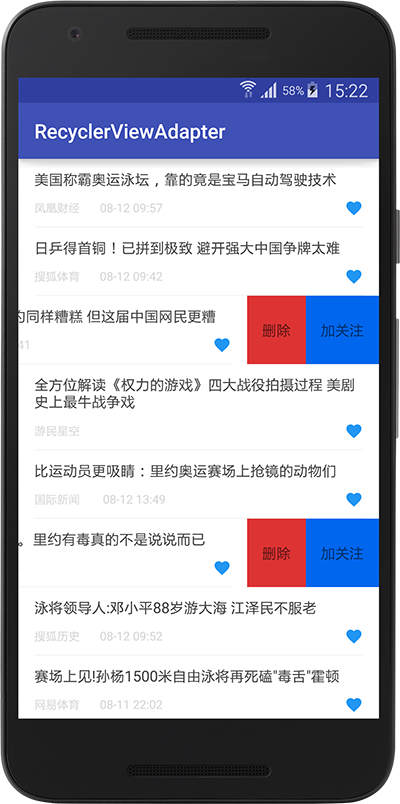 58% 15:22
RecyclerViewAdapter
美国称霸奥运泳坛，靠的竟是宝马自动驾驶技术
凤凰财经 08-12 09:57
日乒得首铜！已拼到极致 避开强大中国争牌太难
搜狐体育 08-12 09:42
的同样糟糕 但这届中国网民更糟
41
删除 加关注
全方位解读《权力的游戏》四大战役拍摄过程 美剧
史上最牛战争戏
游民星空
比运动员更吸睛：里约奥运赛场上抢镜的动物们
国际新闻 08-12 13:49
。里约有毒真的不是说说而已
删除 加关注
泳将领导人:邓小平88岁游大海 江泽民不服老
搜狐历史 08-12 09:52
赛场上见!孙杨1500米自由泳将再死磕"毒舌"霍顿
网易体育 08-11 22:02